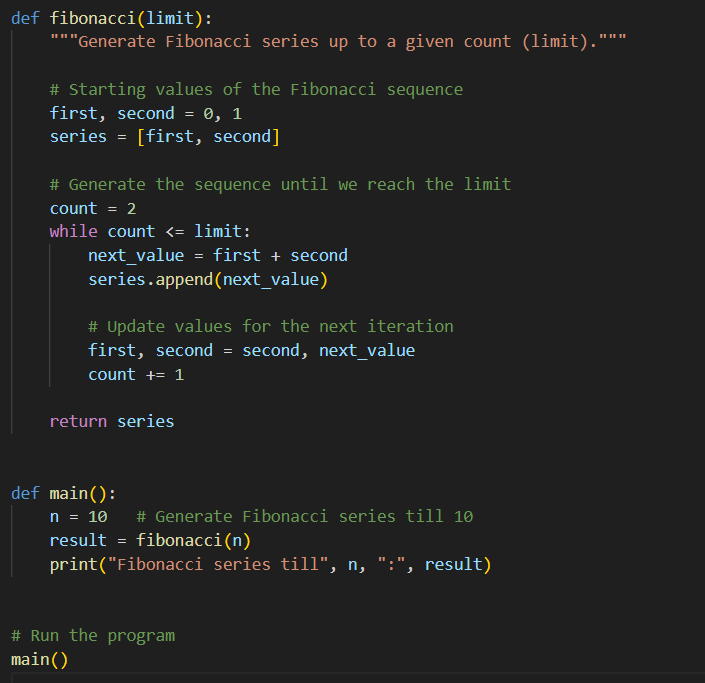 def fibonacci(limit):
    """Generate Fibonacci series up to a given count (limit)."""

    # Starting values of the Fibonacci sequence
    first, second = 0, 1
    series = [first, second]

    # Generate the sequence until we reach the limit
    count = 2
    while count <= limit:
        next_value = first + second
        series.append(next_value)

        # Update values for the next iteration
        first, second = second, next_value
        count += 1

    return series


def main():
    n = 10   # Generate Fibonacci series till 10
    result = fibonacci(n)
    print("Fibonacci series till", n, ":", result)


# Run the program
main()